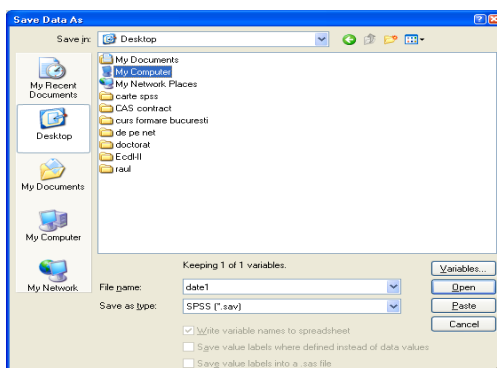 Save Data As
Save in:
Desktop
My Recent
Documents
Desktop
My Documents
My Computer
My Network
My Documents
My Computer
My Network Places
carte spss
CAS contract
curs formare bucuresti
de pe net
doctorat
Ecdl-II
raul
Keeping 1 of 1 variables.
Variables...
File name:
date1
Open
Save as type:
SPSS (*.sav)
Paste
Cancel
Write variable names to spreadsheet
Save value labels where defined instead of data values
Save value labels into a .sas file